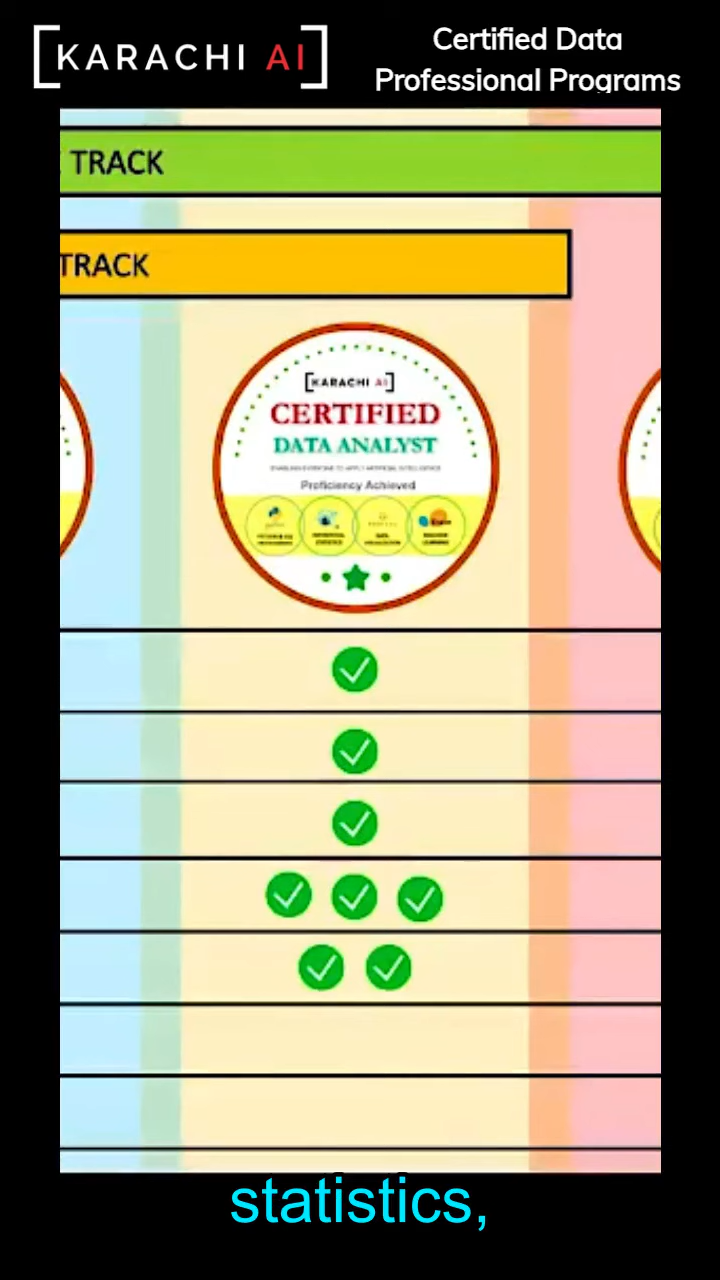 [KARACHI AI]
Certified Data
Professional Programs
TRACK
TRACK
[KARACHI AI]
CERTIFIED
DATA ANALYST
Proficiency Achieved
statistics,